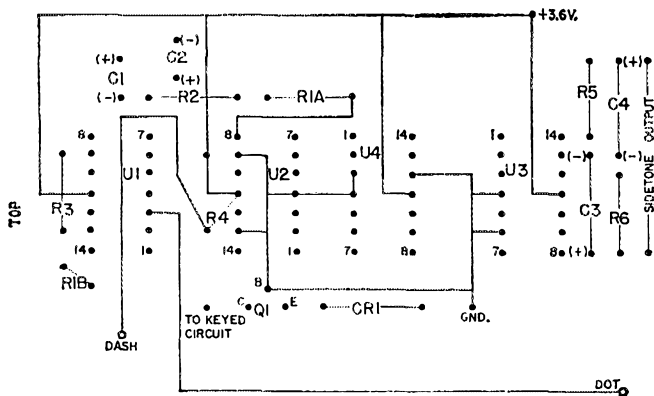 +3.6V.
(+) C1 (-)
(-) C2 (+)
R2
R1A
R5
(+) C4 (-)
SIDETONE OUTPUT
8 7 8 7 1 14 1 14
TOP
R3
U1
R4
U2
U4
U3
(-) C3 (+)
R6
14 1 14 1 7 8 7 8
R1B
B
C Q1 E
CR1
GND.
TO KEYED
CIRCUIT
DASH
DOT